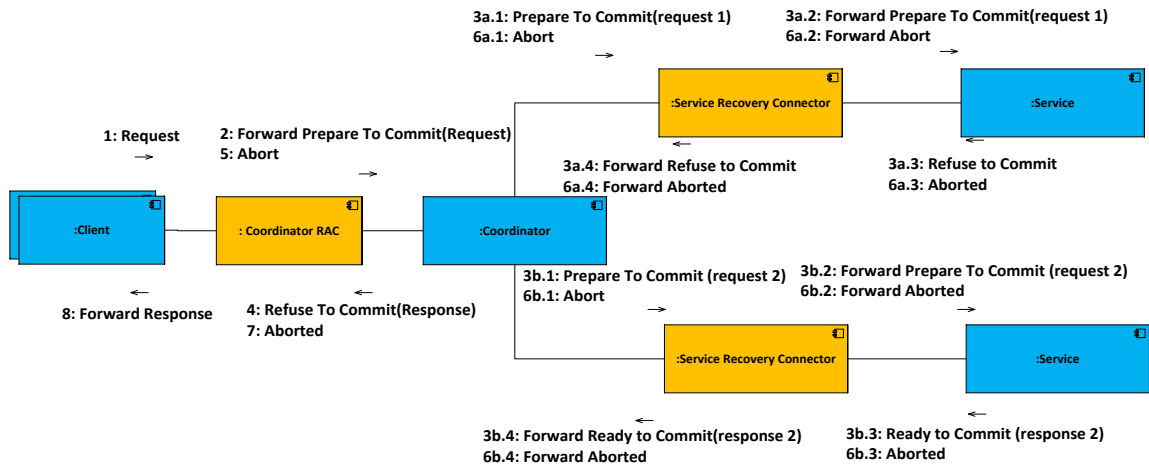 3a.1: Prepare To Commit(request 1)
6a.1: Abort
3a.2: Forward Prepare To Commit(request 1)
6a.2: Forward Abort
:Service Recovery Connector
:Service
1: Request
2: Forward Prepare To Commit(Request)
5: Abort
3a.4: Forward Refuse to Commit
6a.4: Forward Aborted
3a.3: Refuse to Commit
6a.3: Aborted
:Client
: Coordinator RAC
:Coordinator
8: Forward Response
4: Refuse To Commit(Response)
7: Aborted
3b.1: Prepare To Commit (request 2)
6b.1: Abort
3b.2: Forward Prepare To Commit (request 2)
6b.2: Forward Aborted
:Service Recovery Connector
:Service
3b.4: Forward Ready to Commit(response 2)
6b.4: Forward Aborted
3b.3: Ready to Commit (response 2)
6b.3: Aborted